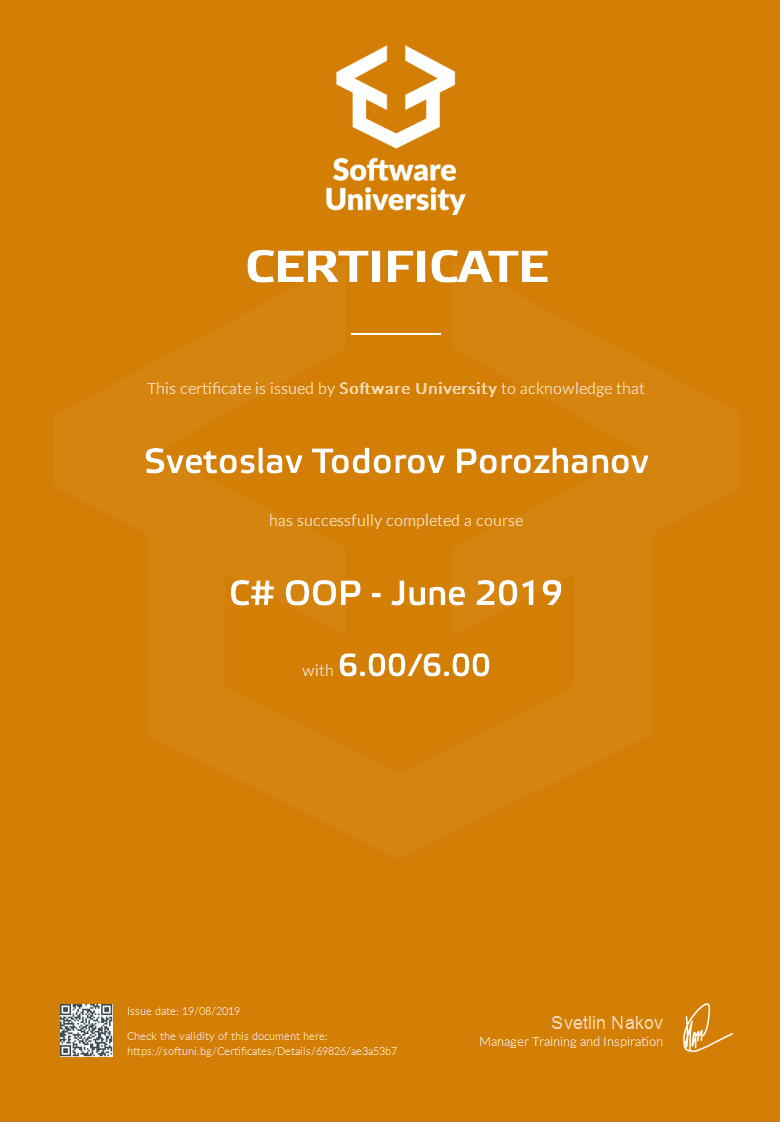 Software
University
CERTIFICATE
This certificate is issued by Software University to acknowledge that
Svetoslav Todorov Porozhanov
has successfully completed a course
C# OOP - June 2019
with 6.00/6.00
Issue date: 19/08/2019
Check the validity of this document here:
https://softuni.bg/Certificates/Details/69826/ae3a53b7
Svetlin Nakov
Manager Training and Inspiration